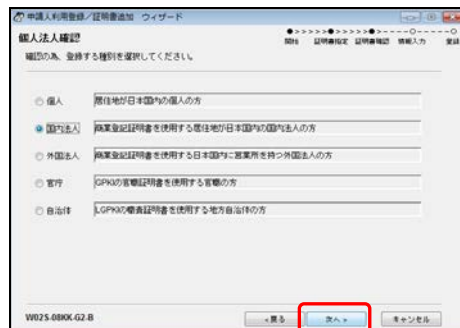 申請人利用登録／証明書追加 ウィザード
個人法人確認
●>>>>>●>>>>>●>-----○------○
開始 証明書指定 証明書確認 情報入力 登録
確認の為、登録する種別を選択してください。
個人 居住地が日本国内の個人の方
国内法人 商業登記証明書を使用する居住地が日本国内の国内法人の方
外国法人 商業登記証明書を使用する日本国内に営業所を持つ外国法人の方
官庁 GPKIの官職証明書を使用する官職の方
自治体 LGPKIの職責証明書を使用する地方自治体の方
W025-08KK-G2-B
<戻る 次へ> キャンセル